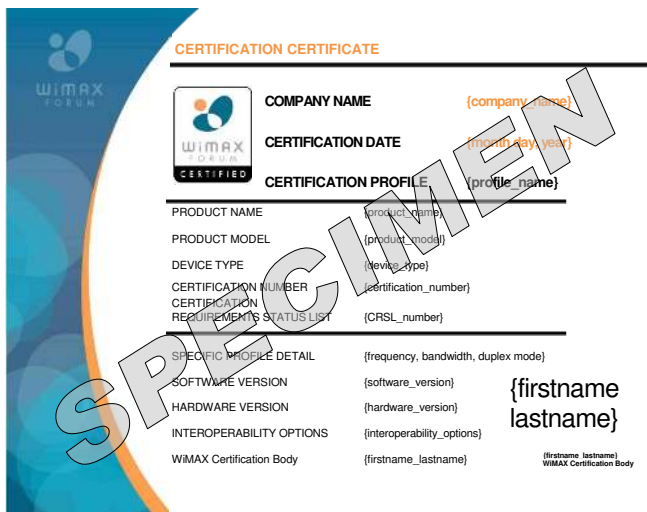 WiMAX
FORUM
CERTIFICATION CERTIFICATE
WiMAX
FORUM
CERTIFIED
COMPANY NAME {company_name}
CERTIFICATION DATE {month day, year}
CERTIFICATION PROFILE {profile_name}
PRODUCT NAME {product_name}
PRODUCT MODEL {product_model}
DEVICE TYPE {device_type}
CERTIFICATION NUMBER {certification_number}
CERTIFICATION
REQUIREMENTS STATUS LIST {CRSL_number}
SPECIFIC PROFILE DETAIL {frequency, bandwidth, duplex mode}
SOFTWARE VERSION {software_version}
HARDWARE VERSION {hardware_version}
INTEROPERABILITY OPTIONS {interoperability_options}
WiMAX Certification Body {firstname_lastname}
{firstname
lastname}
{firstname_lastname}
WiMAX Certification Body
SPECIMEN